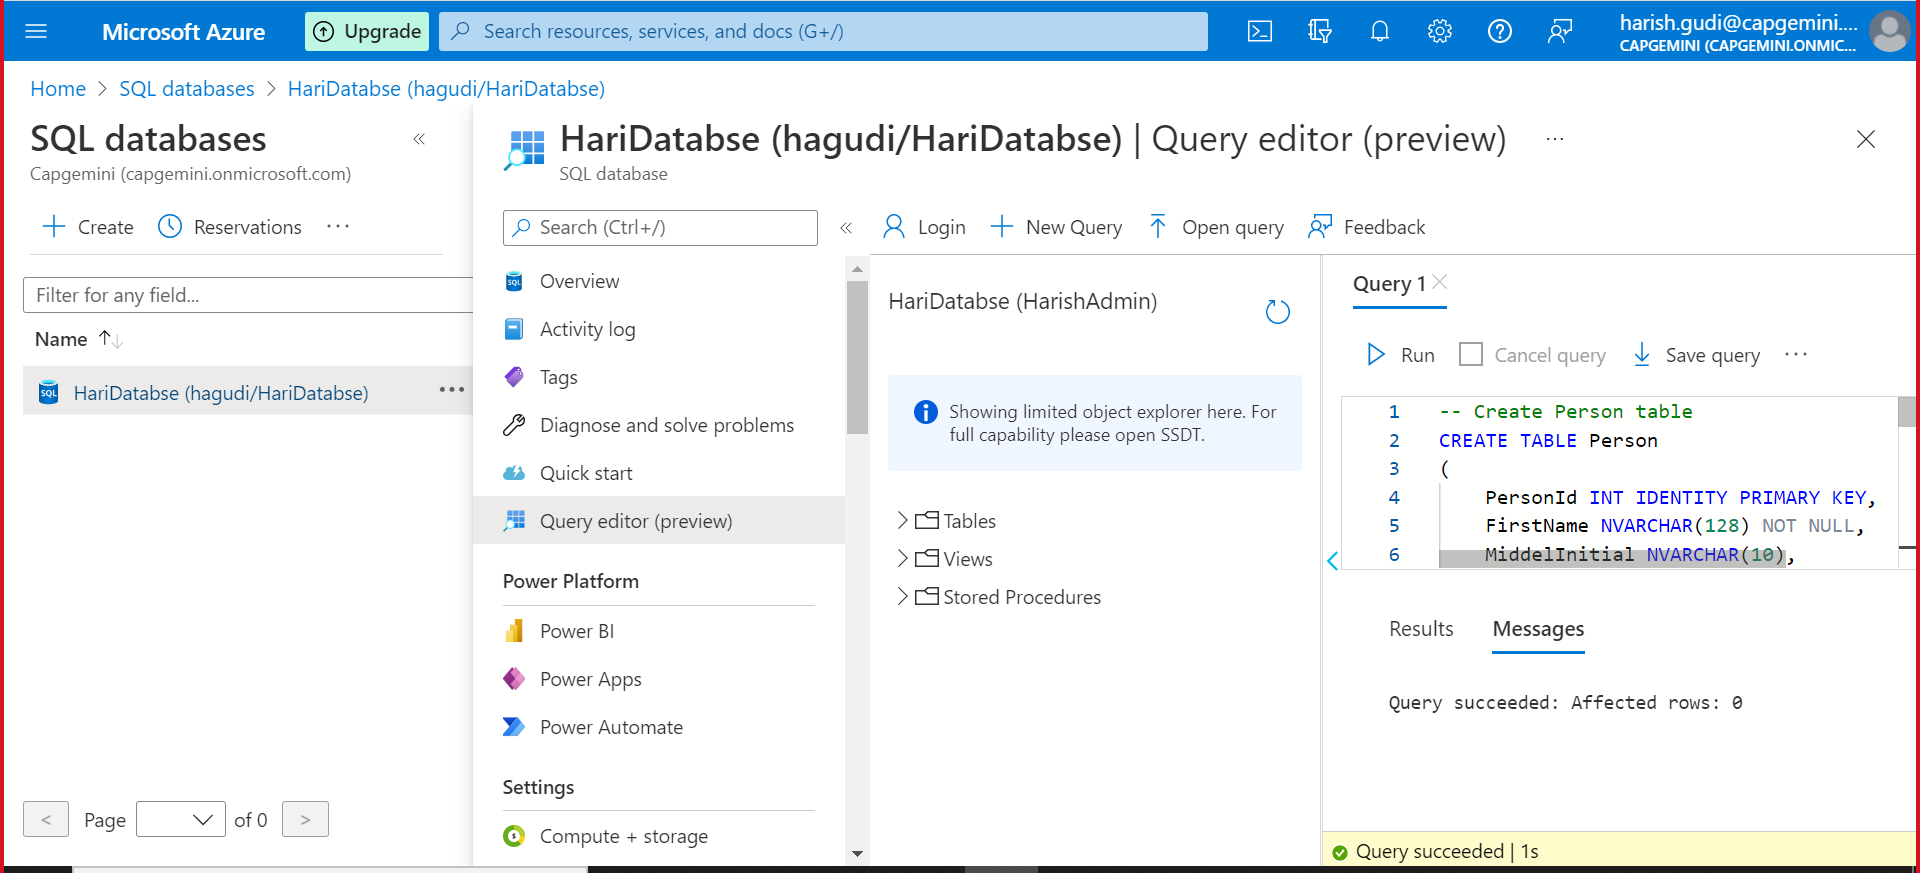 Microsoft Azure
Upgrade
Search resources, services, and docs (G+/)
harish.gudi@capgemini....
CAPGEMINI (CAPGEMINI.ONMIC...
Home > SQL databases > HariDatabse (hagudi/HariDatabse)
SQL databases
Capgemini (capgemini.onmicrosoft.com)
Create
Reservations
Filter for any field...
Name
SQL
HariDatabse (hagudi/HariDatabse)
< Page of 0 >
HariDatabse (hagudi/HariDatabse) | Query editor (preview)
SQL database
Search (Ctrl+/)
SQL
Overview
Activity log
Tags
Diagnose and solve problems
Quick start
Query editor (preview)
Power Platform
Power BI
Power Apps
Power Automate
Settings
Compute + storage
Login
New Query
Open query
Feedback
HariDatabse (HarishAdmin)
Showing limited object explorer here. For
full capability please open SSDT.
Tables
Views
Stored Procedures
Query 1
Run
Cancel query
Save query
1 -- Create Person table
2 CREATE TABLE Person
3 (
4 PersonId INT IDENTITY PRIMARY KEY,
5 FirstName NVARCHAR(128) NOT NULL,
6 MiddelInitial NVARCHAR(10),
Results
Messages
Query succeeded: Affected rows: 0
Query succeeded | 1s